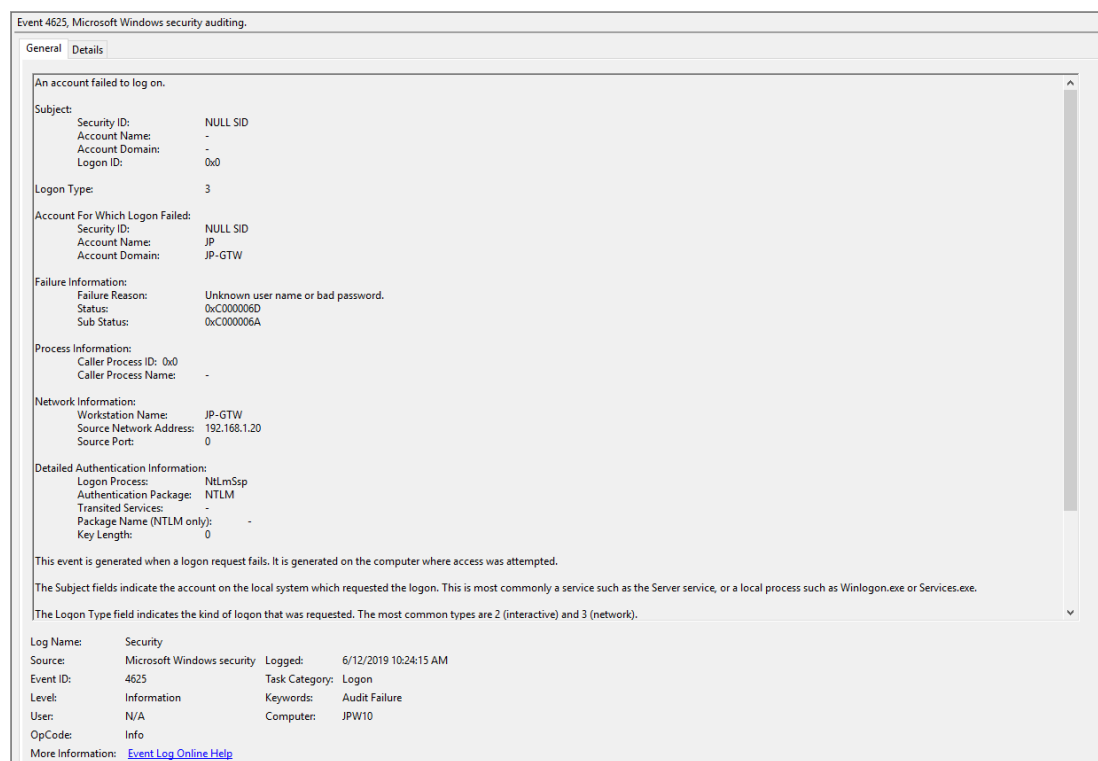 Event 4625, Microsoft Windows security auditing.
General Details
An account failed to log on.
Subject:
Security ID: NULL SID
Account Name: -
Account Domain: -
Logon ID: 0x0
Logon Type: 3
Account For Which Logon Failed:
Security ID: NULL SID
Account Name: JP
Account Domain: JP-GTW
Failure Information:
Failure Reason: Unknown user name or bad password.
Status: 0xC000006D
Sub Status: 0xC000006A
Process Information:
Caller Process ID: 0x0
Caller Process Name: -
Network Information:
Workstation Name: JP-GTW
Source Network Address: 192.168.1.20
Source Port: 0
Detailed Authentication Information:
Logon Process: NtLmSsp
Authentication Package: NTLM
Transited Services: -
Package Name (NTLM only): -
Key Length: 0
This event is generated when a logon request fails. It is generated on the computer where access was attempted.
The Subject fields indicate the account on the local system which requested the logon. This is most commonly a service such as the Server service, or a local process such as Winlogon.exe or Services.exe.
The Logon Type field indicates the kind of logon that was requested. The most common types are 2 (interactive) and 3 (network).
Log Name: Security
Source: Microsoft Windows security Logged: 6/12/2019 10:24:15 AM
Event ID: 4625 Task Category: Logon
Level: Information Keywords: Audit Failure
User: N/A Computer: JPW10
OpCode: Info
More Information: Event Log Online Help